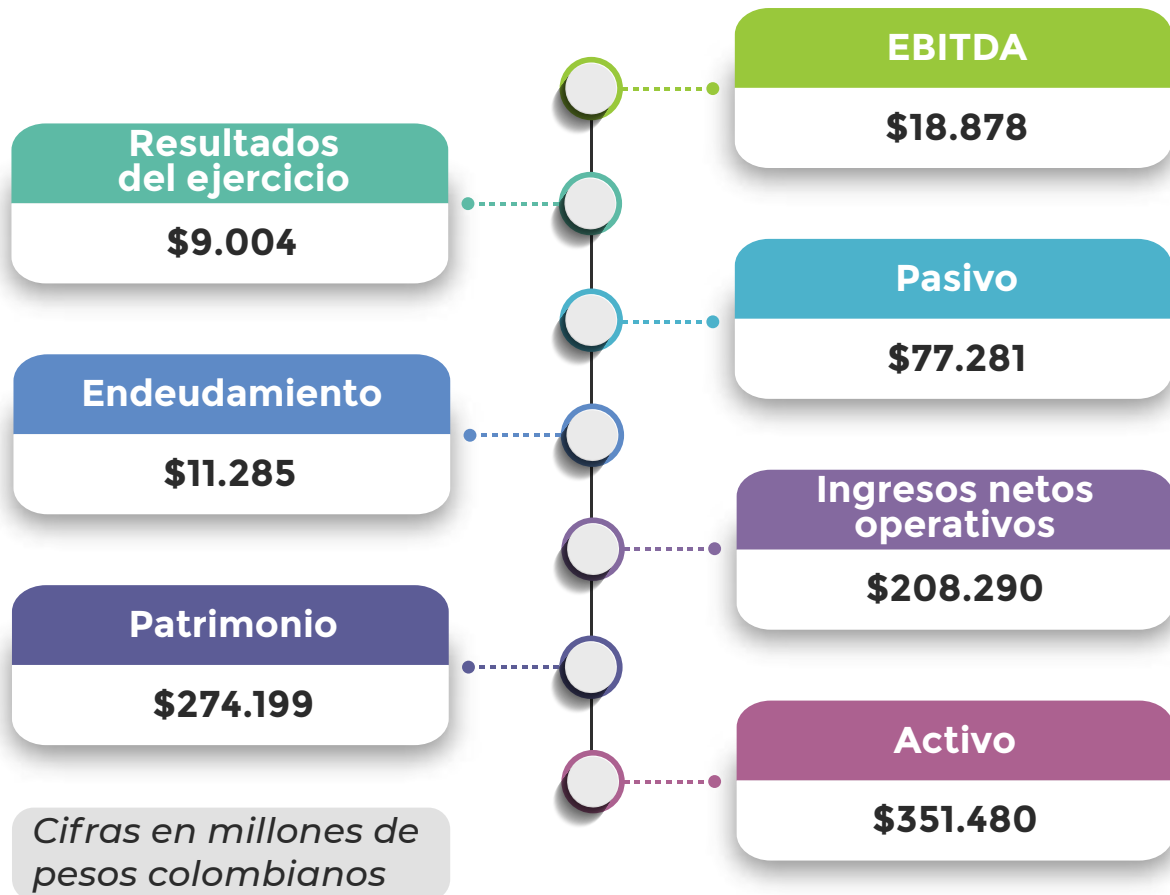 EBITDA
$18.878
Resultados
del ejercicio
$9.004
Pasivo
$77.281
Endeudamiento
$11.285
Ingresos netos
operativos
$208.290
Patrimonio
$274.199
Activo
$351.480
Cifras en millones de
pesos colombianos